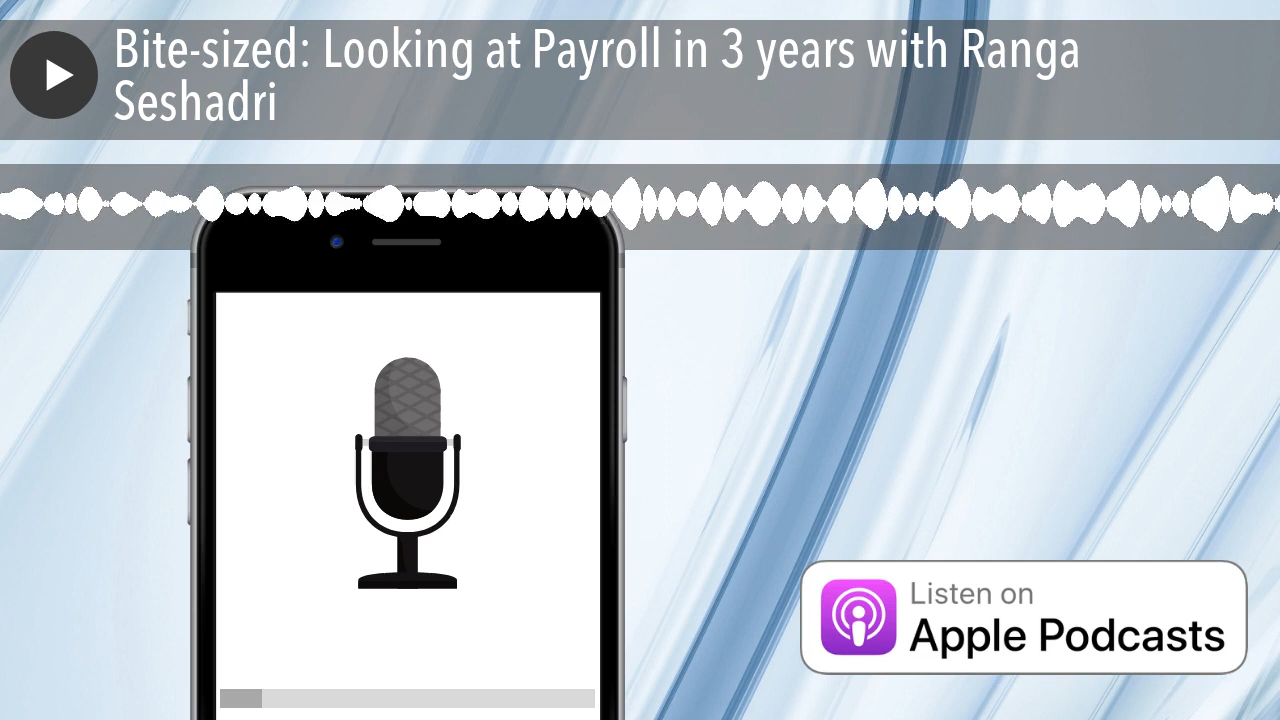 Bite-sized: Looking at Payroll in 3 years with Ranga
Seshadri
Listen on
Apple Podcasts